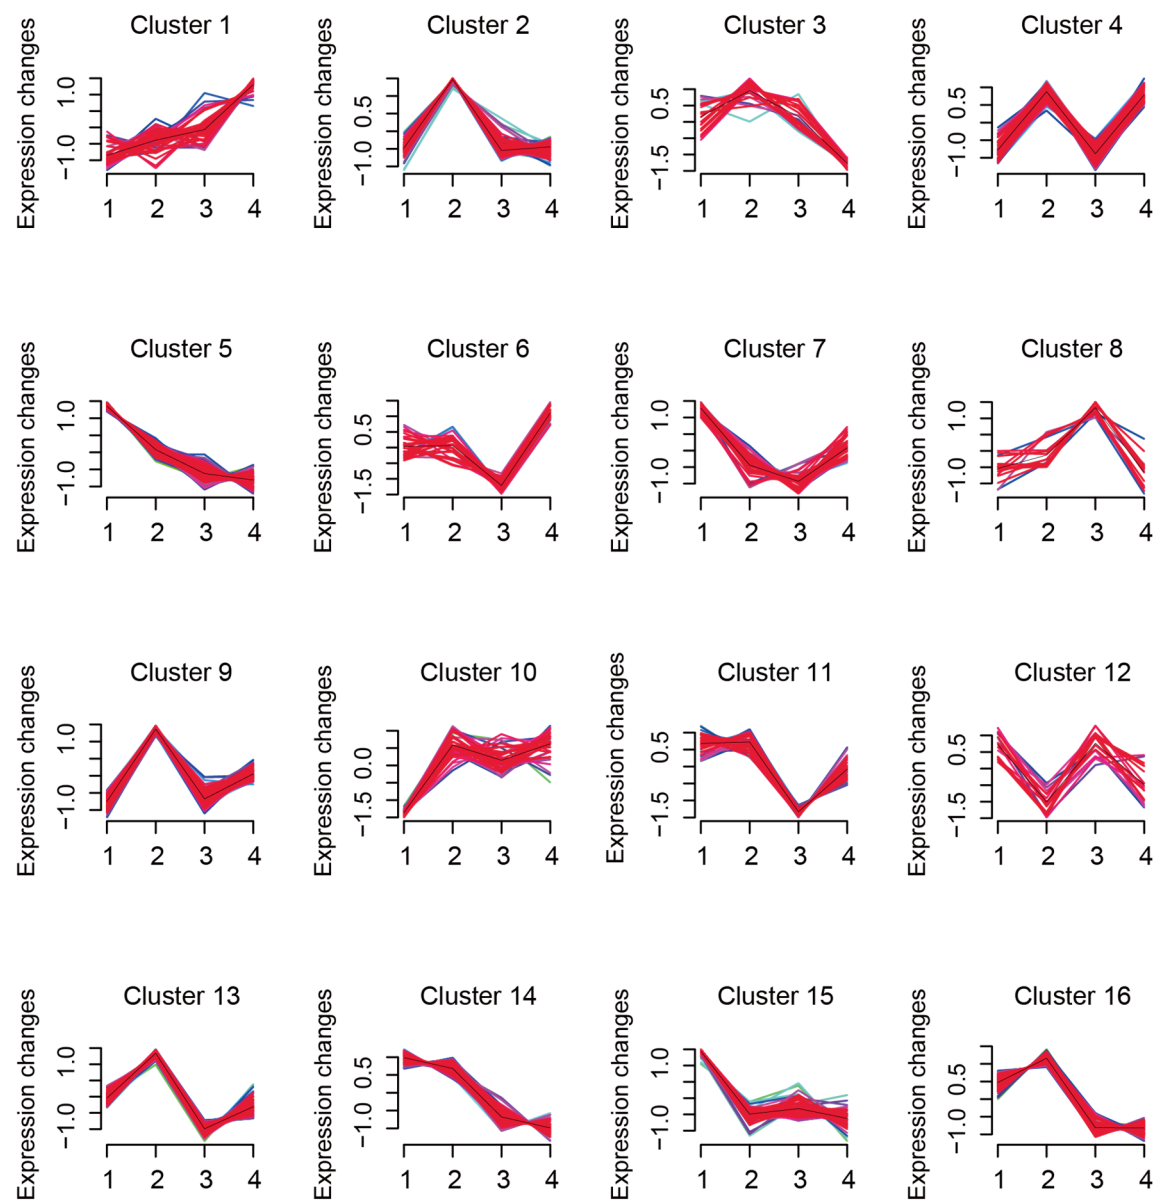 Cluster 1
Expression changes
1.0
−1.0
1 2 3 4
Cluster 2
Expression changes
0.5
−1.0
1 2 3 4
Cluster 3
Expression changes
0.5
−1.5
1 2 3 4
Cluster 4
Expression changes
0.5
−1.0
1 2 3 4
Cluster 5
Expression changes
1.0
−1.0
1 2 3 4
Cluster 6
Expression changes
0.5
−1.5
1 2 3 4
Cluster 7
Expression changes
1.0
−1.0
1 2 3 4
Cluster 8
Expression changes
1.0
−1.0
1 2 3 4
Cluster 9
Expression changes
1.0
−1.0
1 2 3 4
Cluster 10
Expression changes
0.0
−1.5
1 2 3 4
Cluster 11
Expression changes
0.5
−1.5
1 2 3 4
Cluster 12
Expression changes
0.5
−1.5
1 2 3 4
Cluster 13
Expression changes
1.0
−1.0
1 2 3 4
Cluster 14
Expression changes
0.5
−1.0
1 2 3 4
Cluster 15
Expression changes
1.0
−1.0
1 2 3 4
Cluster 16
Expression changes
0.5
−1.0
1 2 3 4